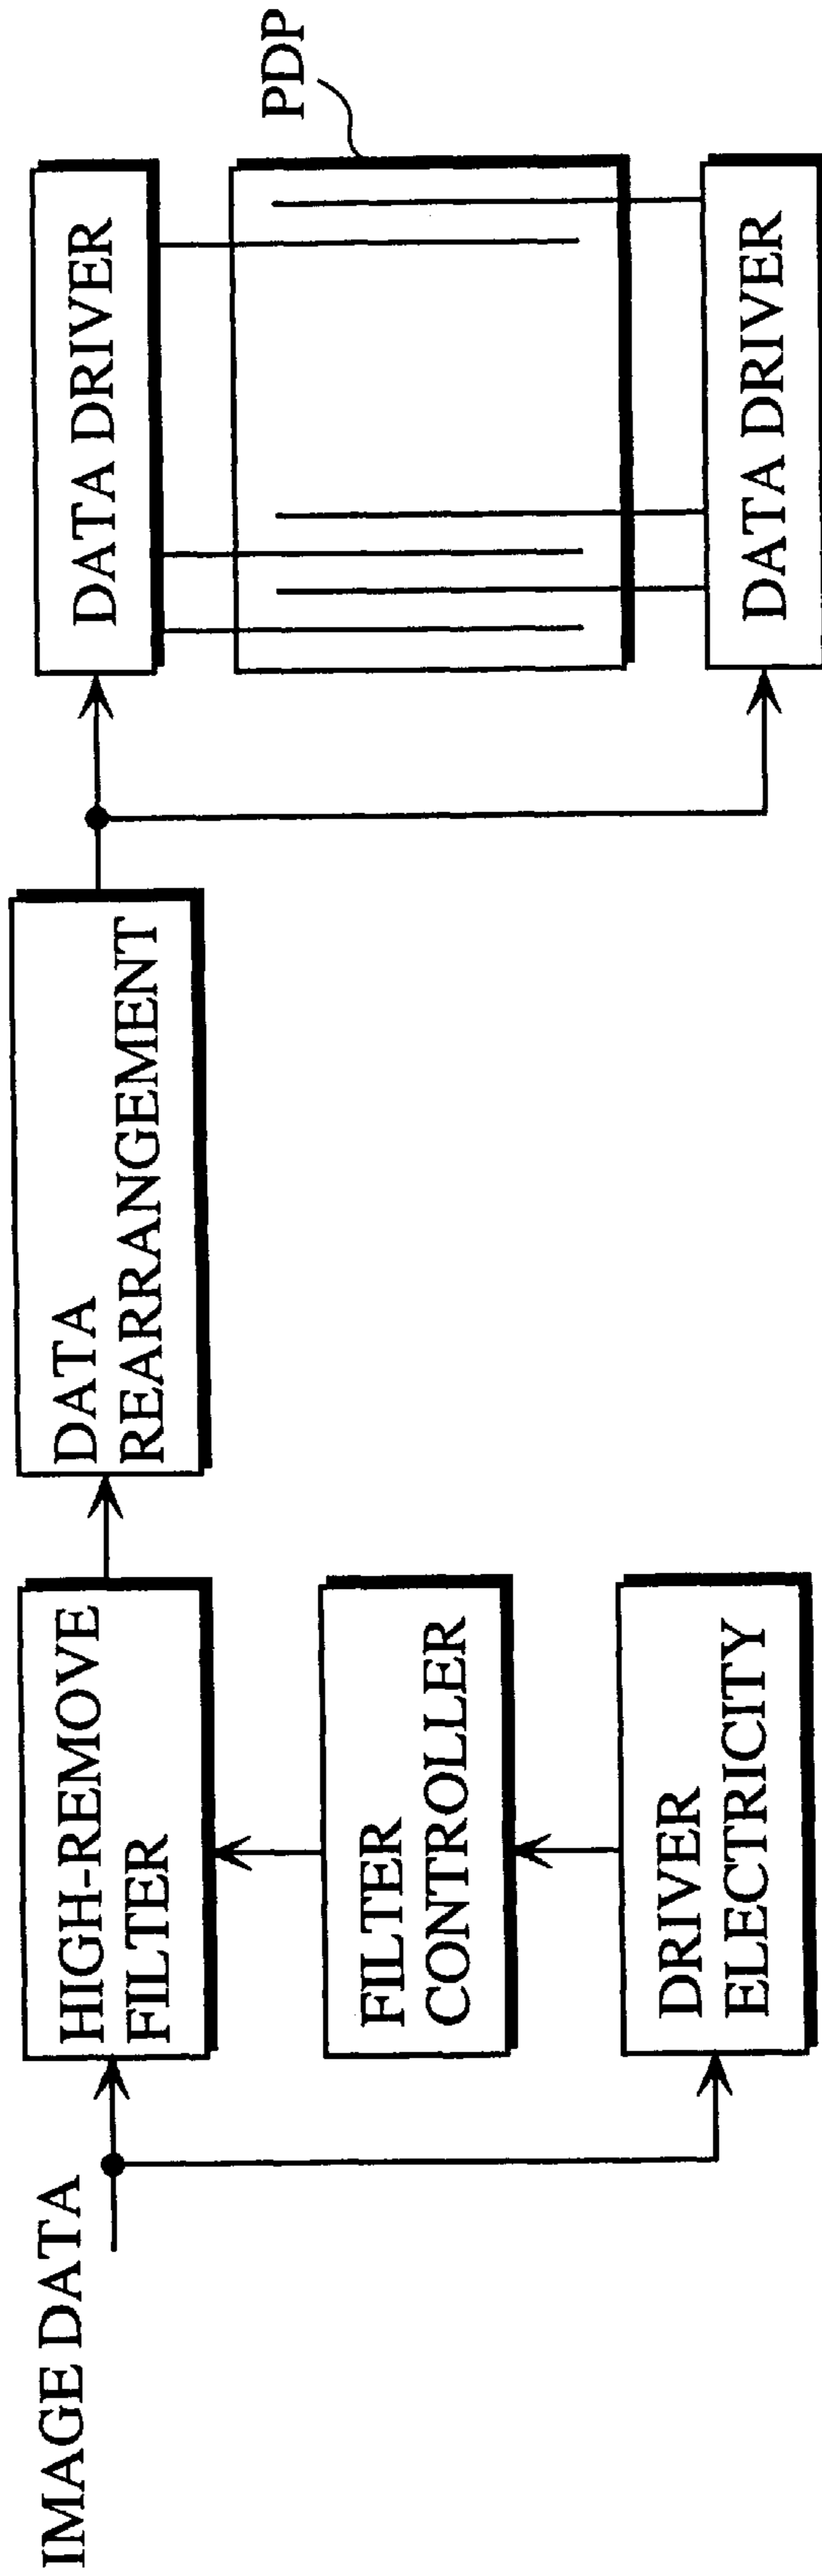 IMAGE DATA
HIGH-REMOVE
FILTER
FILTER
CONTROLLER
DRIVER
ELECTRICITY
DATA
REARRANGEMENT
DATA DRIVER
PDP
DATA DRIVER